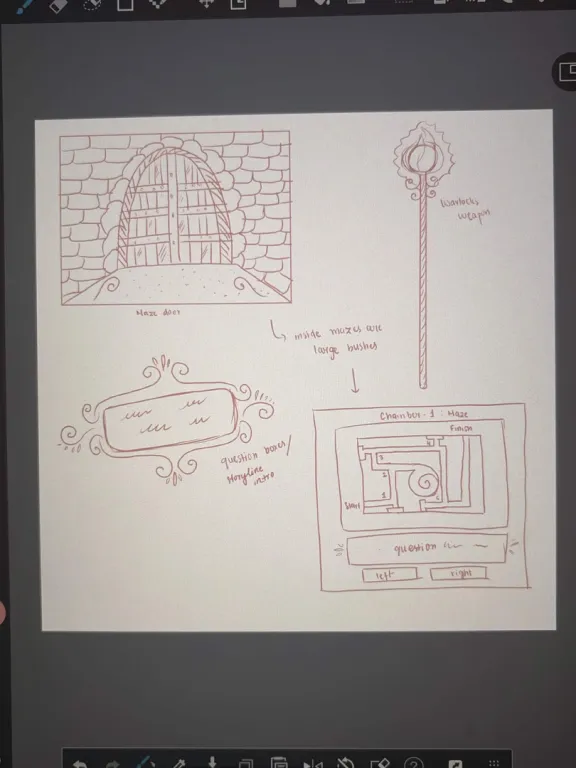 Maze door
Warlocks
weapon
inside mazes are
large bushes
question boxes/
storyline
intro
Chamber-1 : Maze
Finish
Start
question
left
right